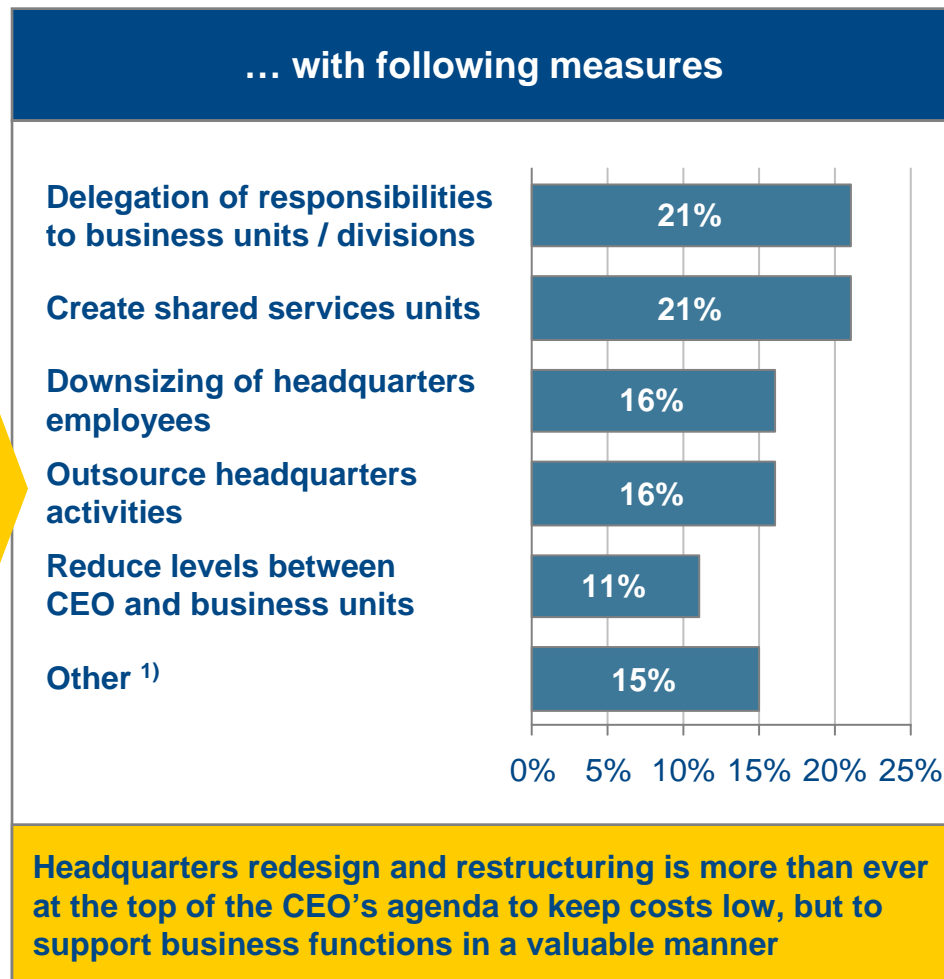 ... with following measures
Delegation of responsibilities
to business units / divisions
21%
Create shared services units
21%
Downsizing of headquarters
employees
16%
Outsource headquarters
activities
16%
Reduce levels between
CEO and business units
11%
Other 1)
15%
0% 5% 10% 15% 20% 25%
Headquarters redesign and restructuring is more than ever
at the top of the CEO’s agenda to keep costs low, but to
support business functions in a valuable manner